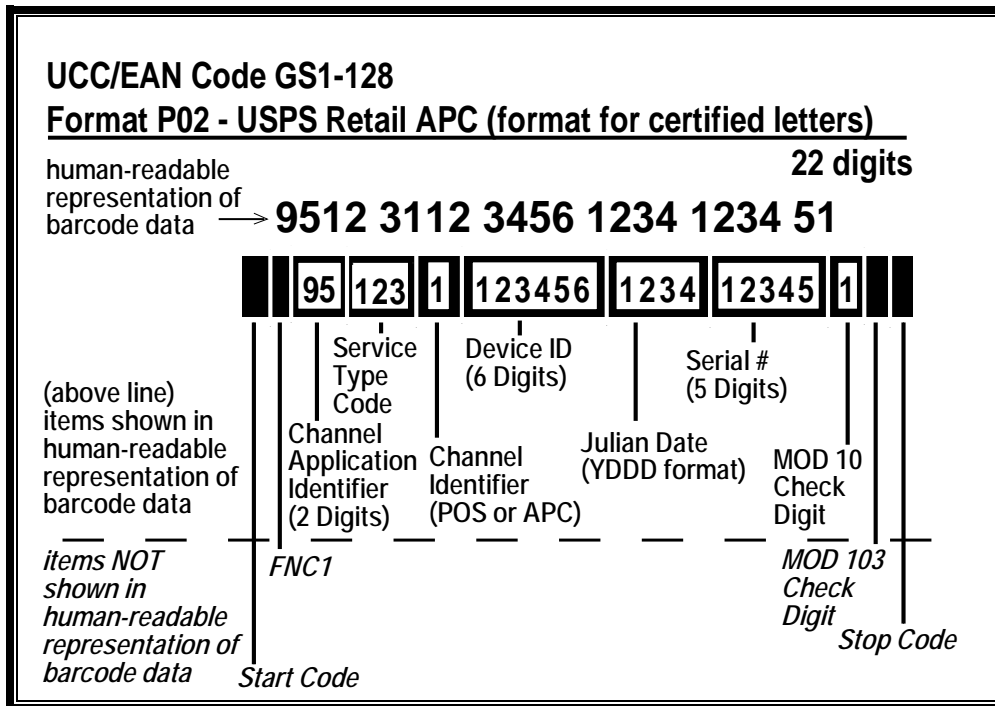 UCC/EAN Code GS1-128
Format P02 - USPS Retail APC (format for certified letters)
22 digits
human-readable
representation of
barcode data
9512 3112 3456 1234 1234 51
95 123 1 123456 1234 12345 1
Service
Type
Code
Device ID
(6 Digits)
Serial #
(5 Digits)
(above line)
items shown in
human-readable
representation of
barcode data
Channel
Application
Identifier
(2 Digits)
Channel
Identifier
(POS or APC)
Julian Date
(YDDD format)
MOD 10
Check
Digit
items NOT
shown in
human-readable
representation of
barcode data
FNC1
MOD 103
Check
Digit
Stop Code
Start Code